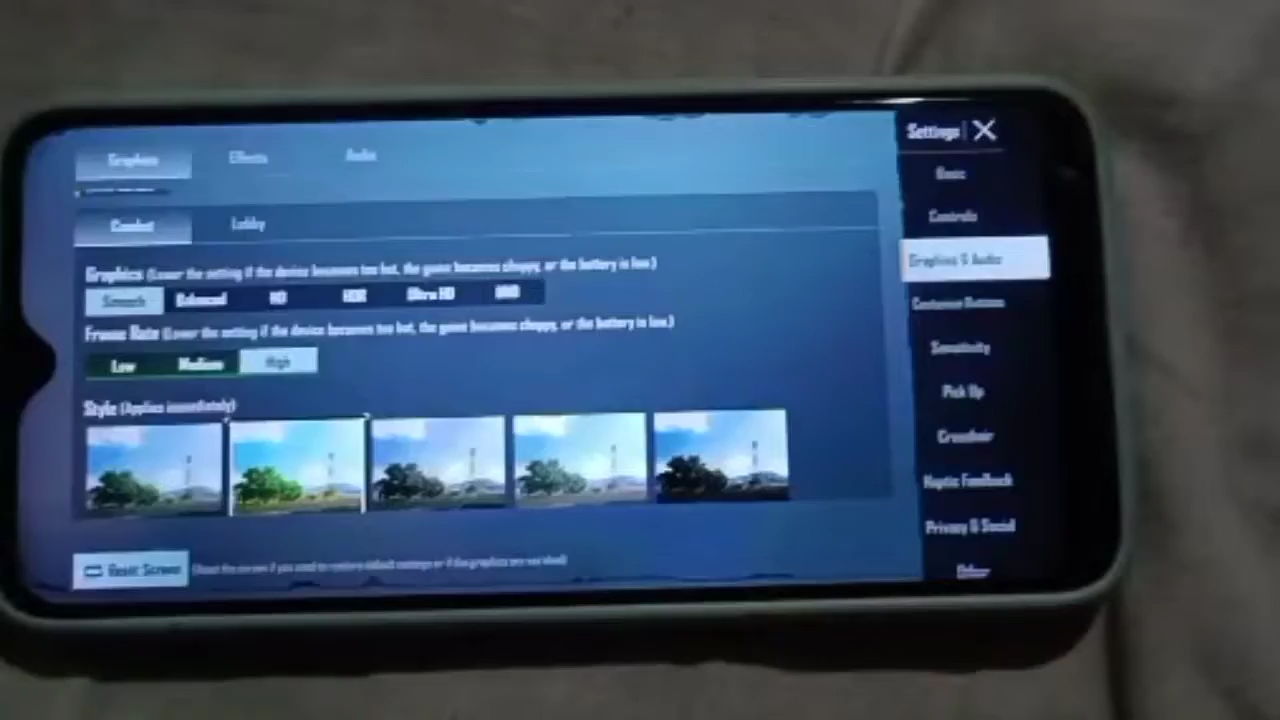 Graphics Effects Audio
Settings
Basic
Combat Lobby
Controls
Graphics & Audio
Graphics (Lower the setting if the device becomes too hot, the game becomes choppy, or the battery is low.)
Smooth Balanced HD HDR Ultra HD UHD
Frame Rate (Lower the setting if the device becomes too hot, the game becomes choppy, or the battery is low.)
Low Medium High
Sensitivity
Pick Up
Style (Applies immediately)
Crosshair
Haptic Feedback
Privacy & Social
Other
Reset Screen